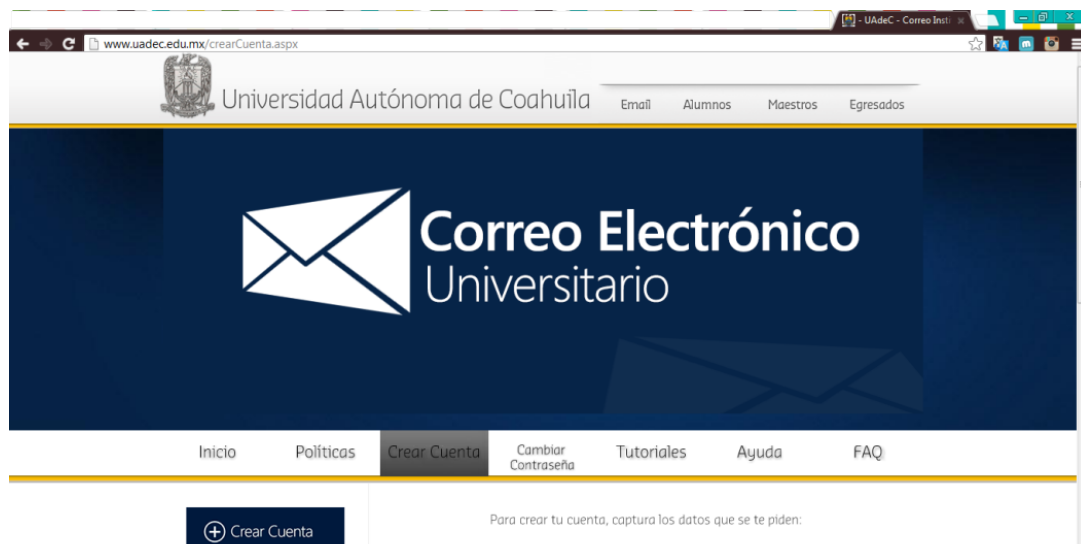 - UAdeC - Correo Insti
www.uadec.edu.mx/crearCuenta.aspx
Universidad Autónoma de Coahuila
Email Alumnos Maestros Egresados
Correo Electrónico
Universitario
Inicio Políticas Crear Cuenta Cambiar Contraseña Tutoriales Ayuda FAQ
Crear Cuenta
Para crear tu cuenta, captura los datos que se te piden: